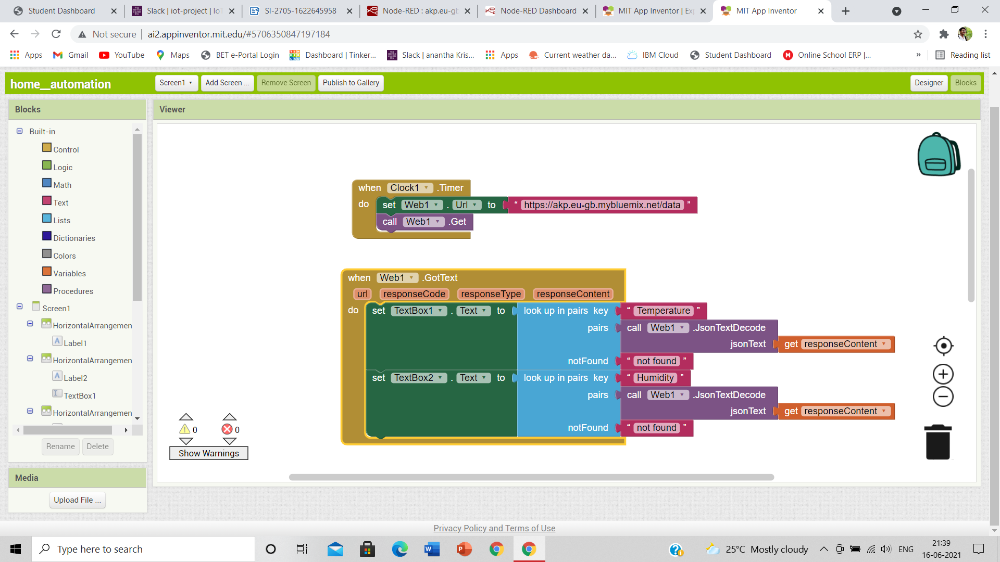 Student Dashboard
Slack | iot-project | IoT
SI-2705-1622645958
Node-RED : akp.eu-gb
Node-RED Dashboard
MIT App Inventor | Exp
MIT App Inventor
Not secure | ai2.appinventor.mit.edu/#5706350847197184
Apps Gmail YouTube Maps BET e-Portal Login Dashboard | Tinker... Slack | anantha Kris... Apps Current weather da... IBM Cloud Student Dashboard Online School ERP |... » Reading list
home_automation
Screen1 Add Screen ... Remove Screen Publish to Gallery Designer Blocks
Blocks
Viewer
Built-in
Control
Logic
Math
Text
Lists
Dictionaries
Colors
Variables
Procedures
Screen1
HorizontalArrangemen
Label1
HorizontalArrangemen
Label2
TextBox1
HorizontalArrangemen
Rename Delete
Media
Upload File ...
when Clock1 .Timer
do set Web1 . Url to “ https://akp.eu-gb.mybluemix.net/data ”
call Web1 .Get
when Web1 .GotText
url responseCode responseType responseContent
do set TextBox1 . Text to look up in pairs key “ Temperature ”
pairs call Web1 .JsonTextDecode
jsonText get responseContent
notFound “ not found ”
set TextBox2 . Text to look up in pairs key “ Humidity ”
pairs call Web1 .JsonTextDecode
jsonText get responseContent
notFound “ not found ”
0 0
Show Warnings
Privacy Policy and Terms of Use
Type here to search
25°C Mostly cloudy
ENG
21:39
16-06-2021